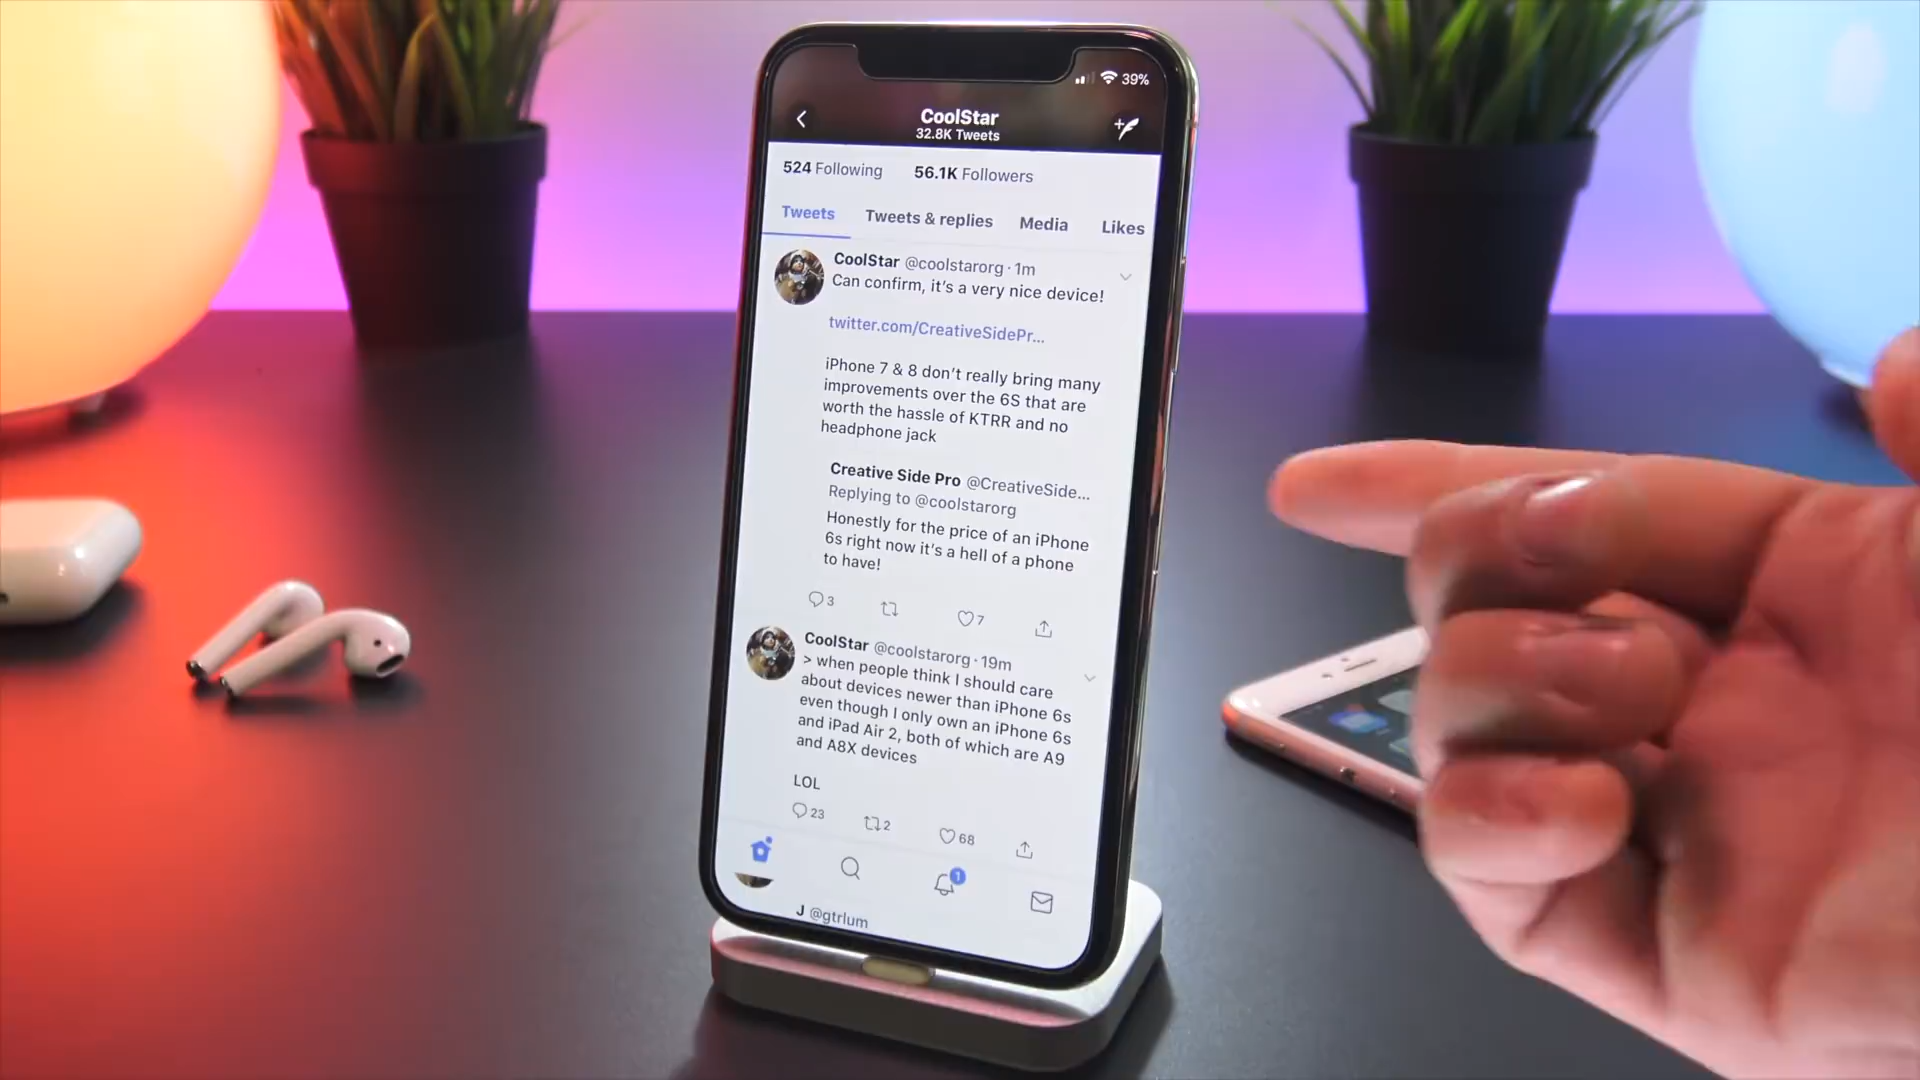 39%
CoolStar
32.8K Tweets
524 Following 56.1K Followers
Tweets Tweets & replies Media Likes
CoolStar @coolstarorg · 1m
Can confirm, it's a very nice device!
twitter.com/CreativeSidePr...
iPhone 7 & 8 don't really bring many
improvements over the 6S that are
worth the hassle of KTRR and no
headphone jack
Creative Side Pro @CreativeSide...
Replying to @coolstarorg
Honestly for the price of an iPhone
6s right now it's a hell of a phone
to have!
3 7
CoolStar @coolstarorg · 19m
> when people think I should care
about devices newer than iPhone 6s
even though I only own an iPhone 6s
and iPad Air 2, both of which are A9
and A8X devices
LOL
23 2 68
1
J @gtrlum